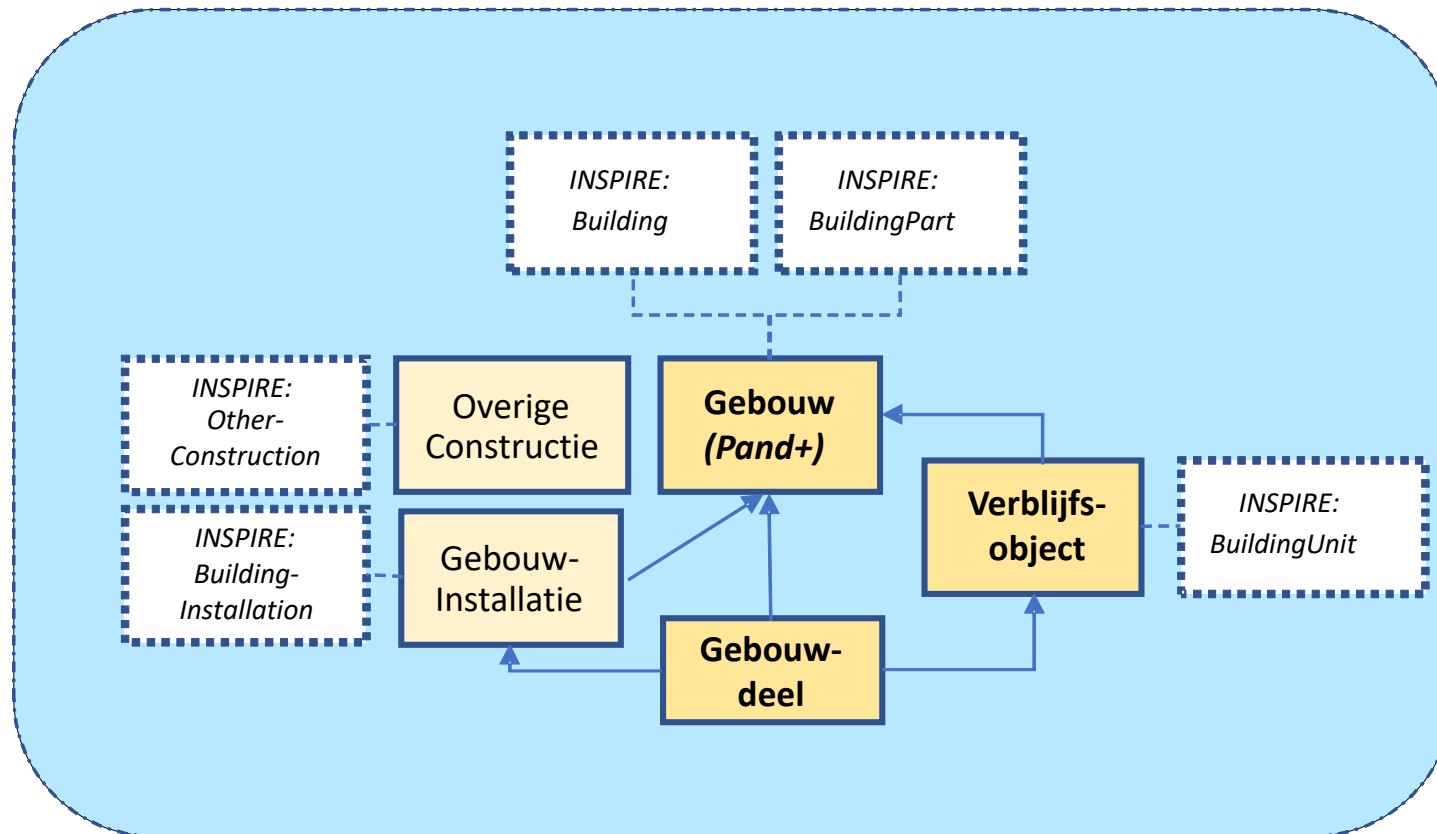 INSPIRE:
Building
INSPIRE:
BuildingPart
INSPIRE:
Other-
Construction
Overige
Constructie
Gebouw
(Pand+)
INSPIRE:
Building-
Installation
Gebouw-
Installatie
Verblijfs-
object
INSPIRE:
BuildingUnit
Gebouw-
deel